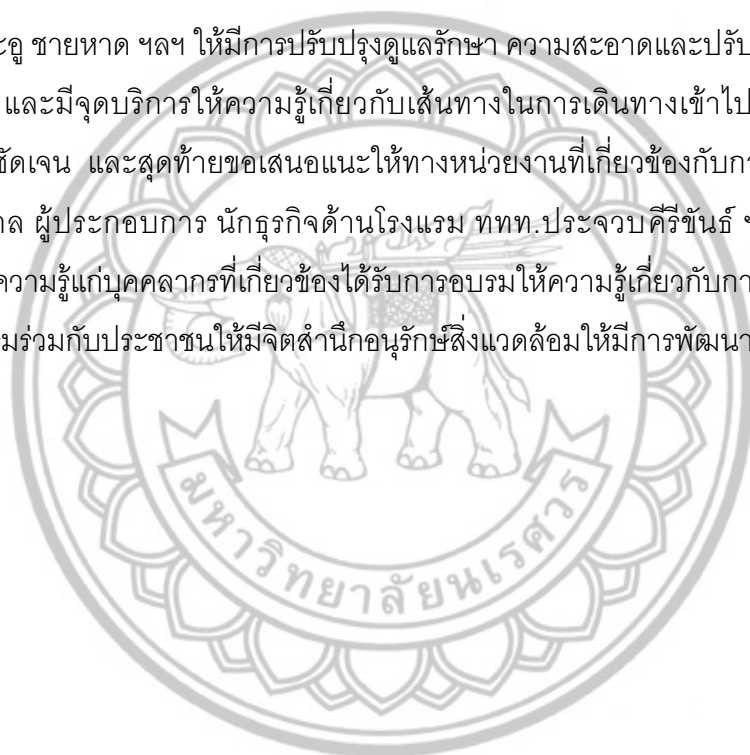 ะอู ชายหาด ฯลฯ ให้มีการปรับปรุงดูแลรักษา ความสะอาดและปรับ
และมีจุดบริการให้ความรู้เกี่ยวกับเส้นทางในการเดินทางเข้าไป
ชัดเจน และสุดท้ายขอเสนอแนะให้ทางหน่วยงานที่เกี่ยวข้องกับกา
าล ผู้ประกอบการ นักธุรกิจด้านโรงแรม ททท.ประจวบคีรีขันธ์ ฯ
ความรู้แก่บุคคลากรที่เกี่ยวข้องได้รับการอบรมให้ความรู้เกี่ยวกับกา
มร่วมกับประชาชนให้มีจิตสำนึกอนุรักษ์สิ่งแวดล้อมให้มีการพัฒนา
มหาวิทยาลัยนเรศวร